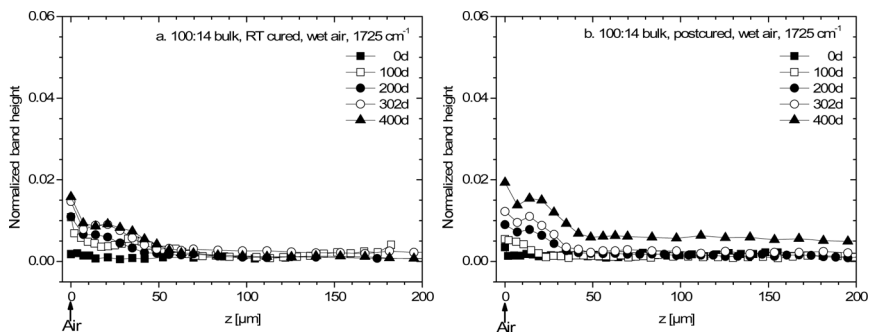 a. 100:14 bulk, RT cured, wet air, 1725 cm⁻¹
0d
100d
200d
302d
400d
Normalized band height
0.06
0.04
0.02
0.00
0
50
100
150
200
Air
z [µm]
b. 100:14 bulk, postcured, wet air, 1725 cm⁻¹
0d
100d
200d
302d
400d
Normalized band height
0.06
0.04
0.02
0.00
0
50
100
150
200
Air
z [µm]